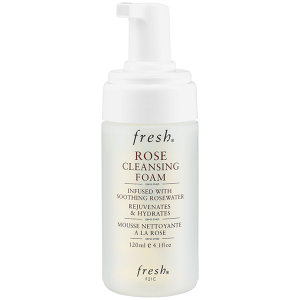 fresh®
ROSE
CLEANSING
FOAM
INFUSED WITH
SOOTHING ROSEWATER
REJUVENATES
& HYDRATES
MOUSSE NETTOYANTE
A LA ROSE
120ml e 4.1fl.oz
fresh®